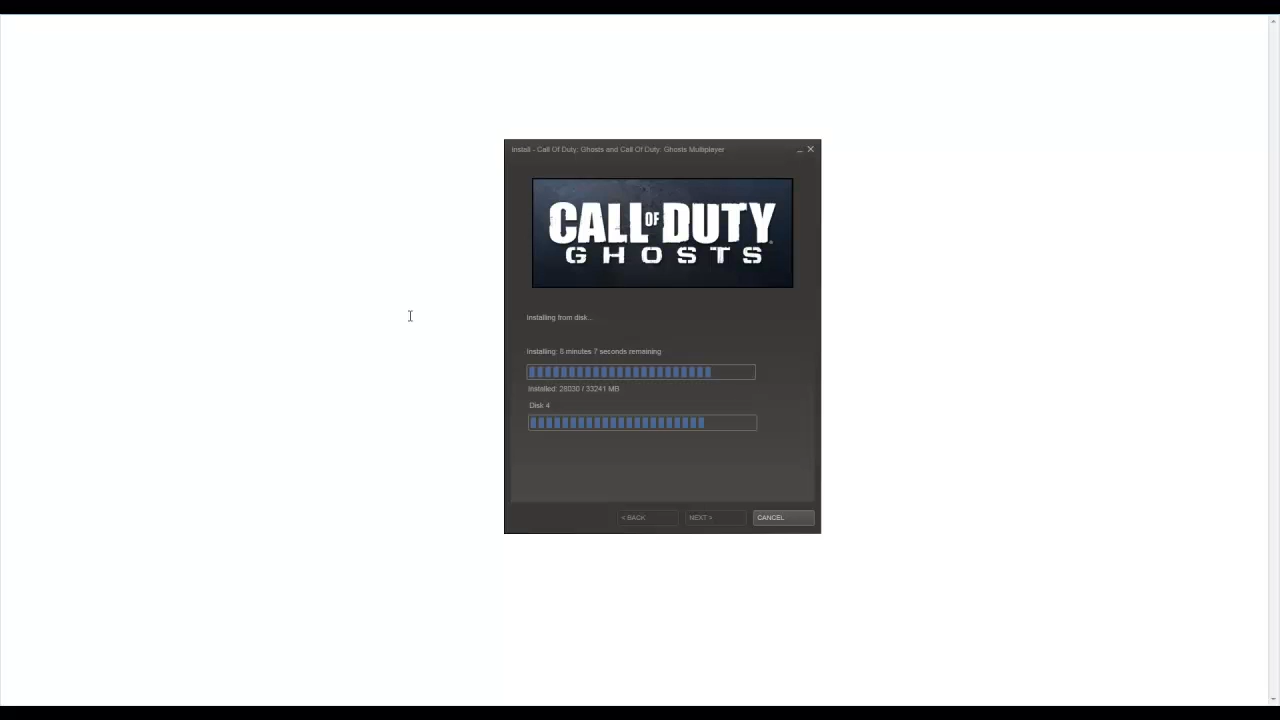 Install - Call Of Duty: Ghosts and Call Of Duty: Ghosts Multiplayer
CALL OF DUTY
GHOSTS
Installing from disk...
Installing: 8 minutes 7 seconds remaining
Installed: 28030 / 33241 MB
Disk 4
< BACK
NEXT >
CANCEL